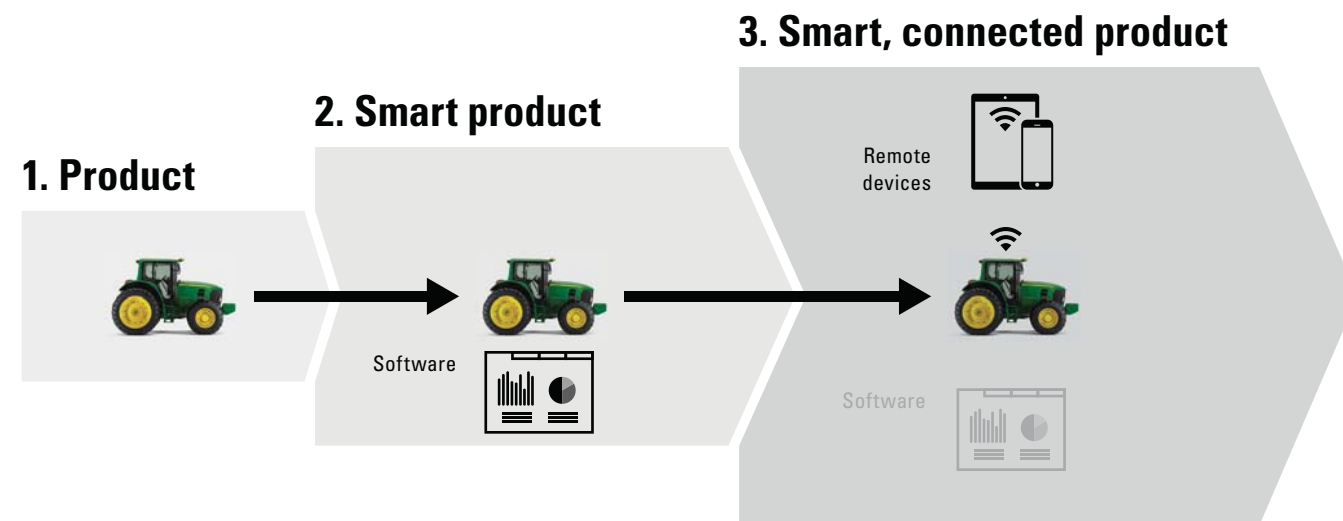 1. Product
2. Smart product
Software
3. Smart, connected product
Remote
devices
Software